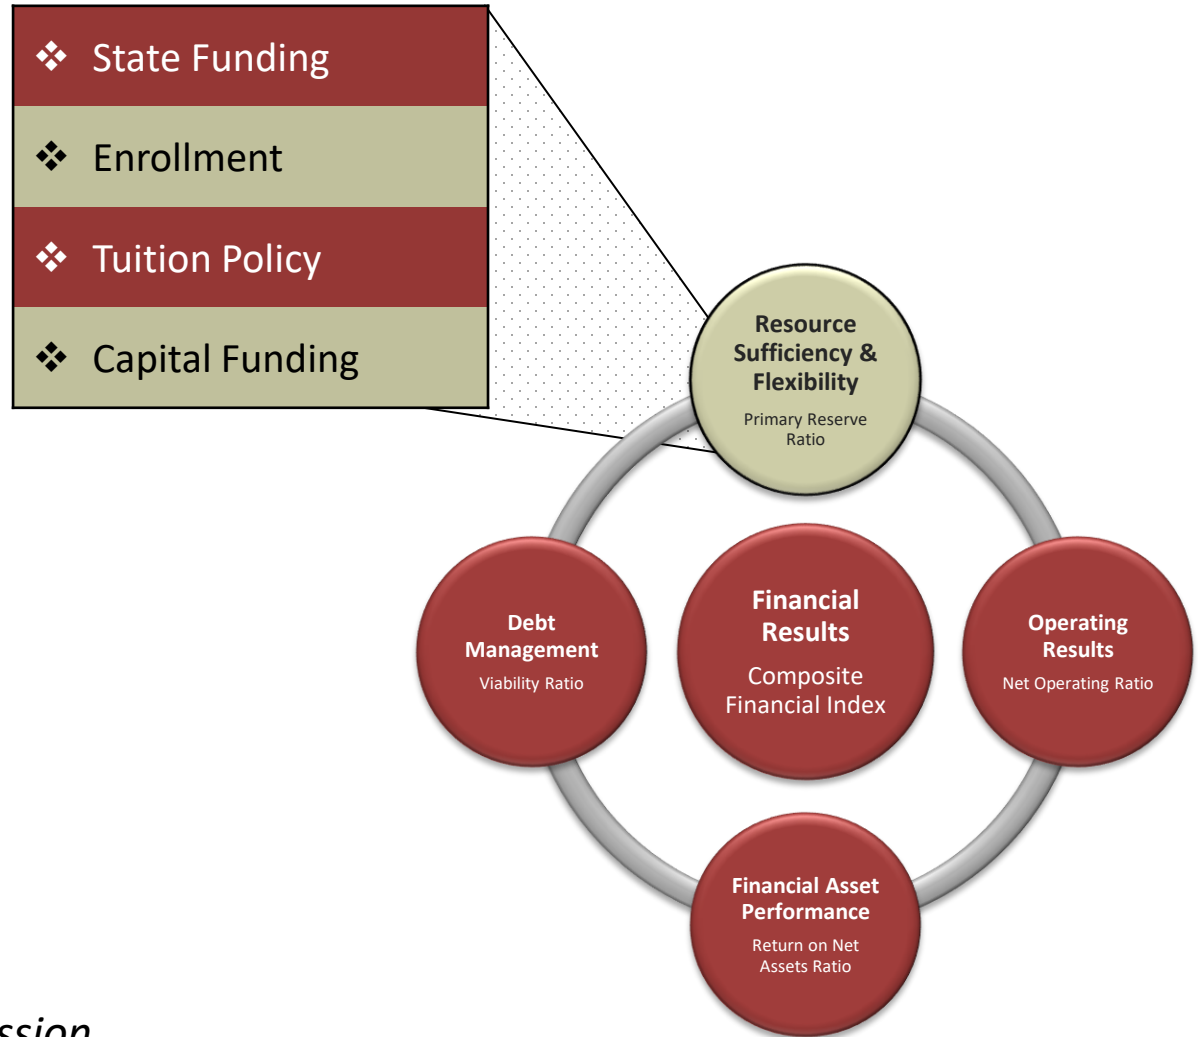 ❖ State Funding
❖ Enrollment
❖ Tuition Policy
❖ Capital Funding
Resource
Sufficiency &
Flexibility
Primary Reserve
Ratio
Debt
Management
Viability Ratio
Financial
Results
Composite
Financial Index
Operating
Results
Net Operating Ratio
Financial Asset
Performance
Return on Net
Assets Ratio